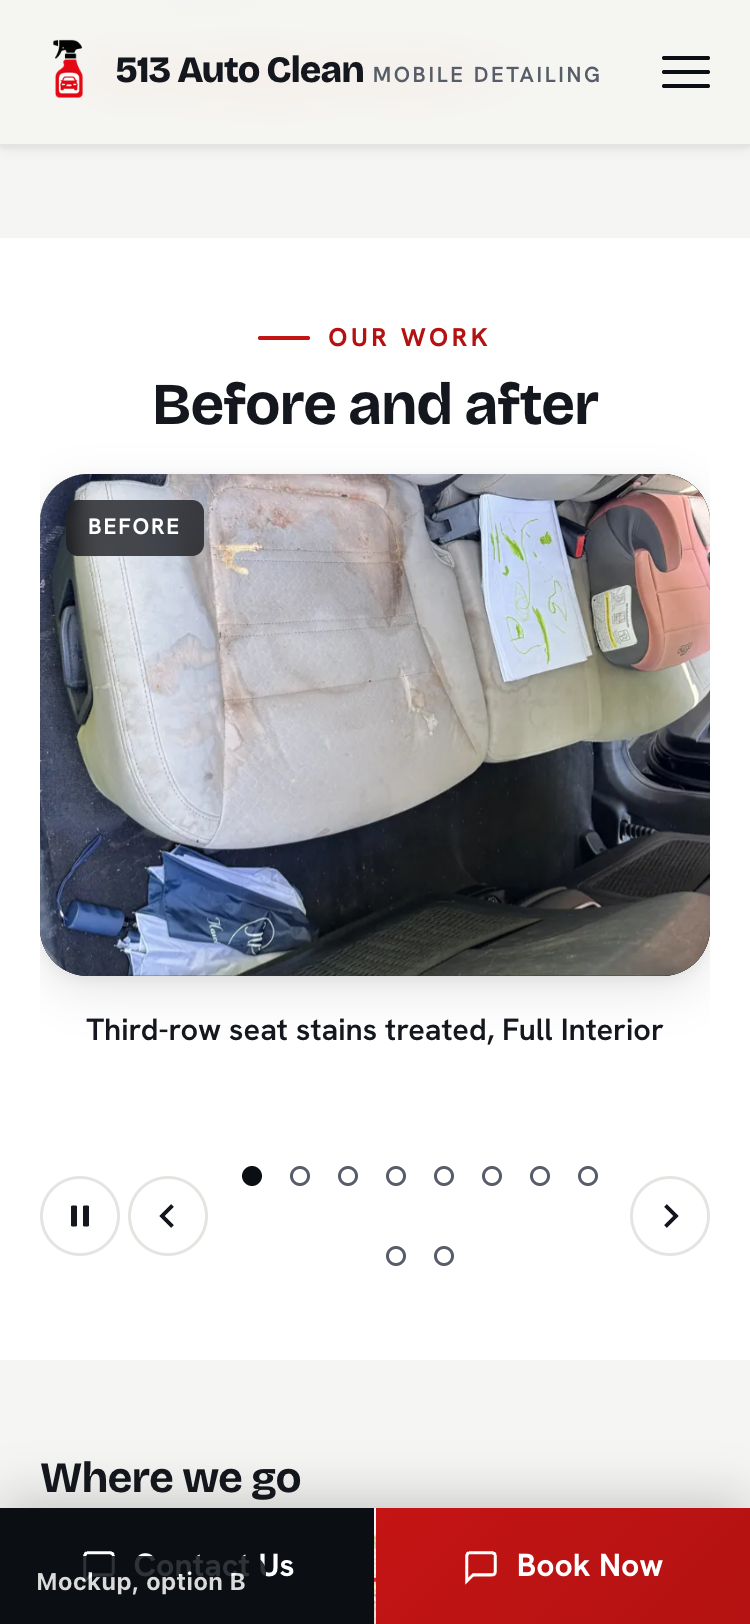 513 Auto Clean MOBILE DETAILING
OUR WORK
Before and after
BEFORE
Third-row seat stains treated, Full Interior
Where we go
Contact Us
Book Now
Mockup, option B